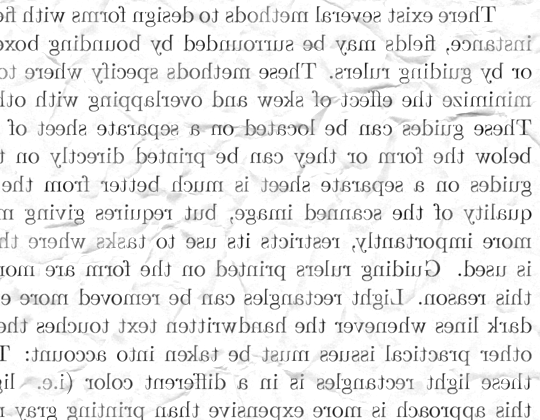 There exist several methods to design forms with fi
instance, fields may be surrounded by bounding boxe
or by guiding rulers. These methods specify where to
minimize the effect of skew and overlapping with oth
These guides can be located on a separate sheet of
below the form or they can be printed directly on t
guides on a separate sheet is much better from the
quality of the scanned image, but requires giving m
more importantly, restricts its use to tasks where th
is used. Guiding rulers printed on the form are mor
this reason. Light rectangles can be removed more e
dark lines whenever the handwritten text touches the
other practical issues must be taken into account: T
these light rectangles is in a different color (i.e. lig
this approach is more expensive than printing gray r